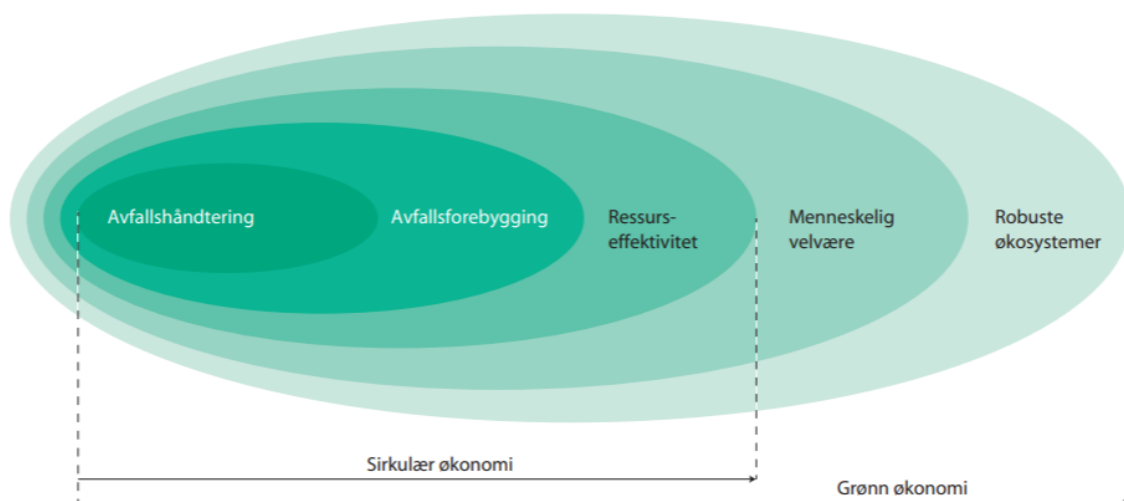 Avfallshåndtering
Avfallsforebygging
Ressurs-
effektivitet
Menneskelig
velvære
Robuste
økosystemer
Sirkulær økonomi
Grønn økonomi